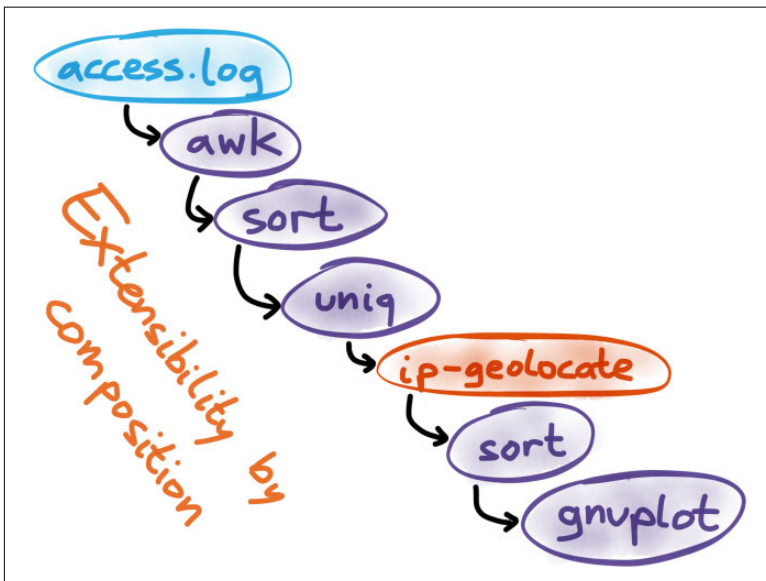 access.log
awk
sort
uniq
ip-geolocate
sort
gnuplot
Extensibility by
composition